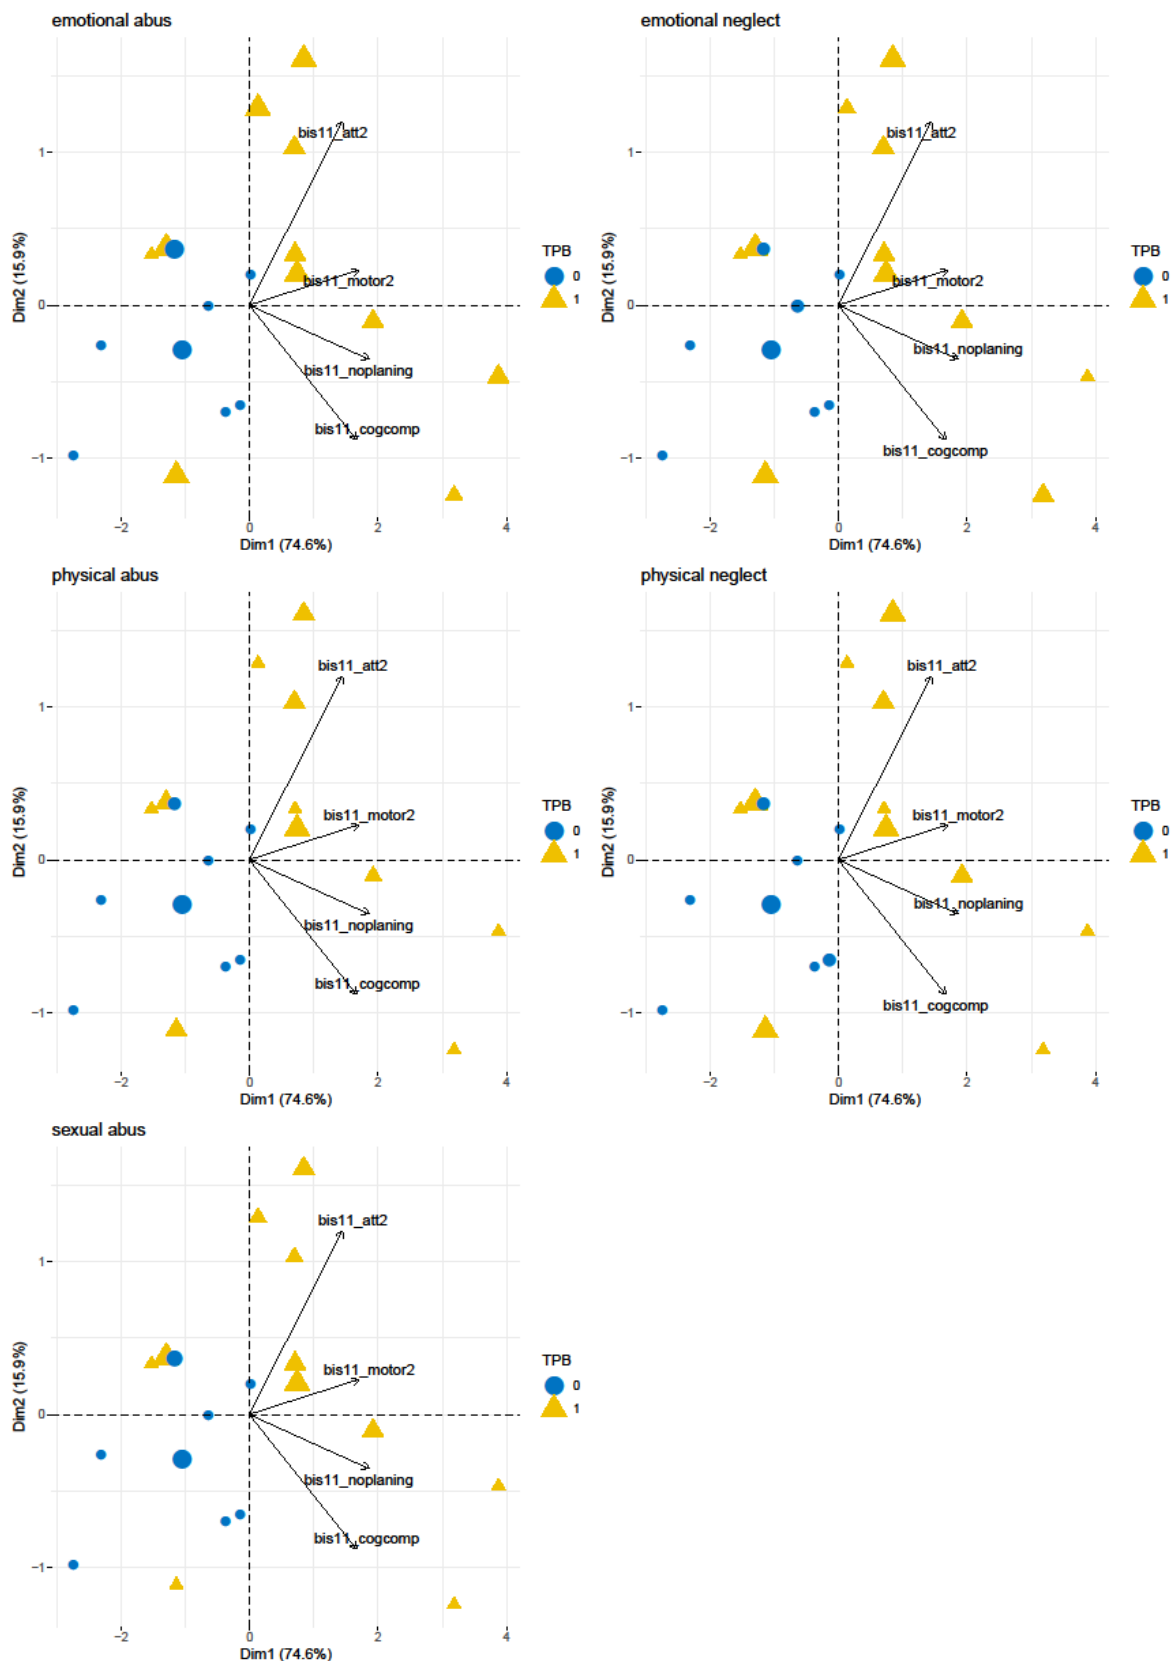 emotional abus
1
0
−1
Dim2 (15.9%)
bis11_att2
bis11_motor2
bis11_noplaning
bis11_cogcomp
−2
0
2
4
Dim1 (74.6%)
TPB
0
1
emotional neglect
1
0
−1
Dim2 (15.9%)
bis11_att2
bis11_motor2
bis11_noplaning
bis11_cogcomp
−2
0
2
4
Dim1 (74.6%)
TPB
0
1
physical abus
1
0
−1
Dim2 (15.9%)
bis11_att2
bis11_motor2
bis11_noplaning
bis11_cogcomp
−2
0
2
4
Dim1 (74.6%)
TPB
0
1
physical neglect
1
0
−1
Dim2 (15.9%)
bis11_att2
bis11_motor2
bis11_noplaning
bis11_cogcomp
−2
0
2
4
Dim1 (74.6%)
TPB
0
1
sexual abus
1
0
−1
Dim2 (15.9%)
bis11_att2
bis11_motor2
bis11_noplaning
bis11_cogcomp
−2
0
2
4
Dim1 (74.6%)
TPB
0
1